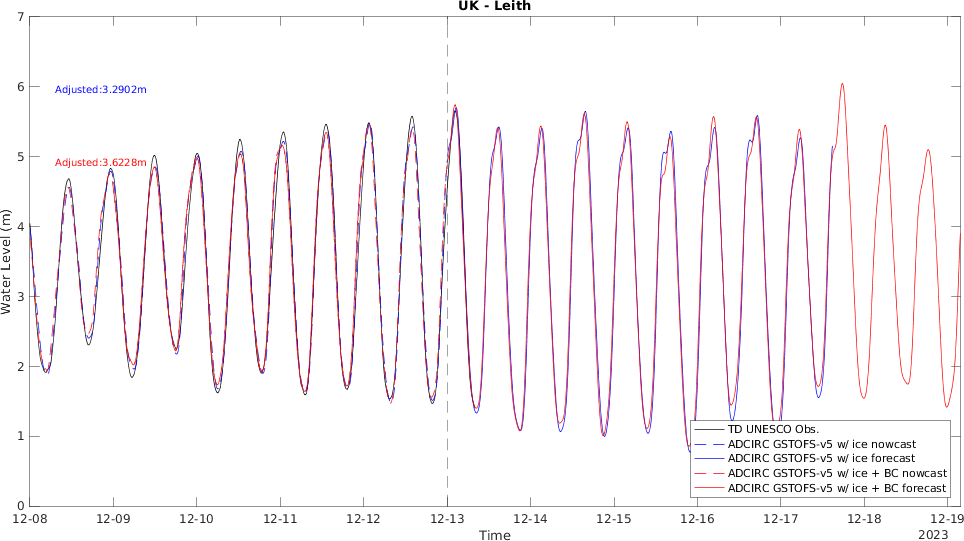 UK - Leith
7
6
5
4
3
2
1
0
Water Level (m)
Adjusted:3.2902m
Adjusted:3.6228m
TD UNESCO Obs.
ADCIRC GSTOFS-v5 w/ ice nowcast
ADCIRC GSTOFS-v5 w/ ice forecast
ADCIRC GSTOFS-v5 w/ ice + BC nowcast
ADCIRC GSTOFS-v5 w/ ice + BC forecast
12-08 12-09 12-10 12-11 12-12 12-13 12-14 12-15 12-16 12-17 12-18 12-19
Time
2023